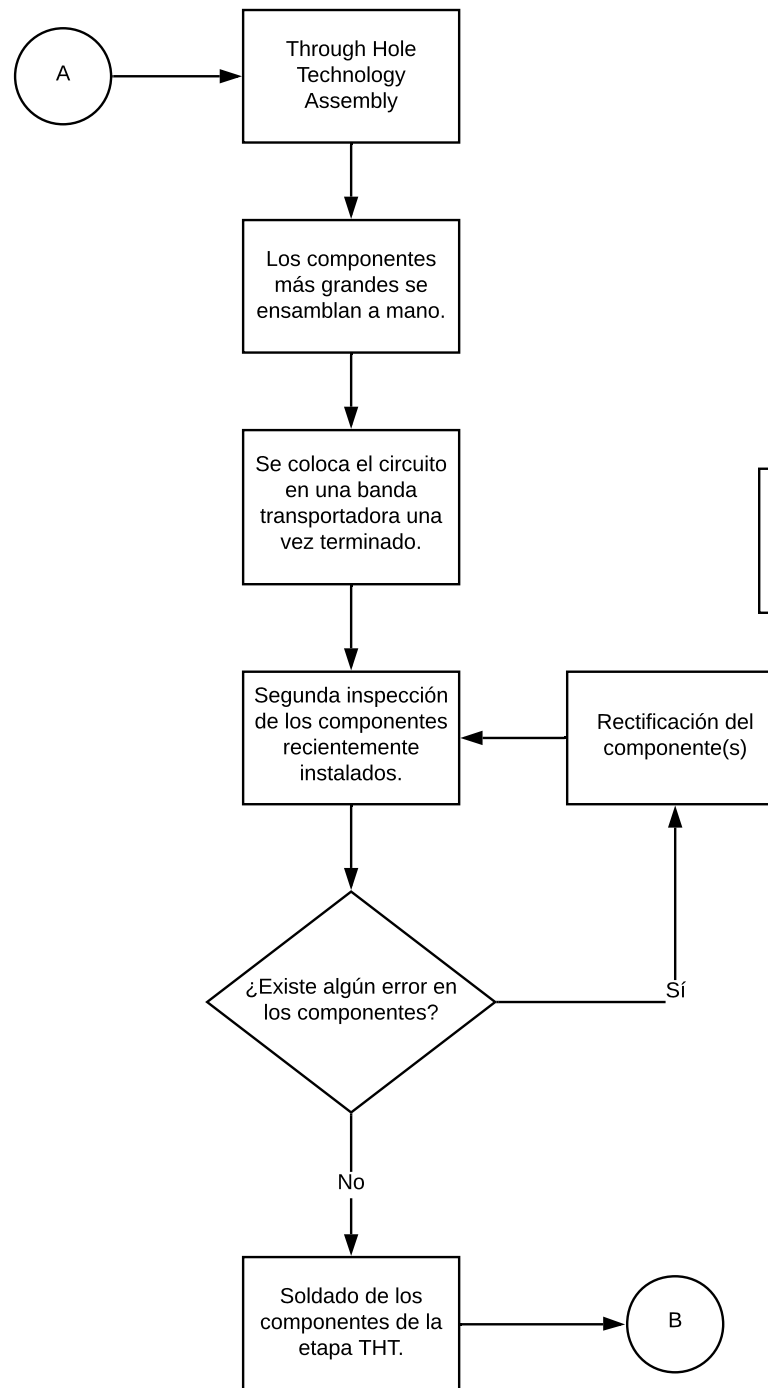 A
Through Hole
Technology
Assembly
Los componentes
más grandes se
ensamblan a mano.
Se coloca el circuito
en una banda
transportadora una
vez terminado.
Segunda inspección
de los componentes
recientemente
instalados.
Rectificación del
componente(s)
¿Existe algún error en
los componentes?
Sí
No
Soldado de los
componentes de la
etapa THT.
B